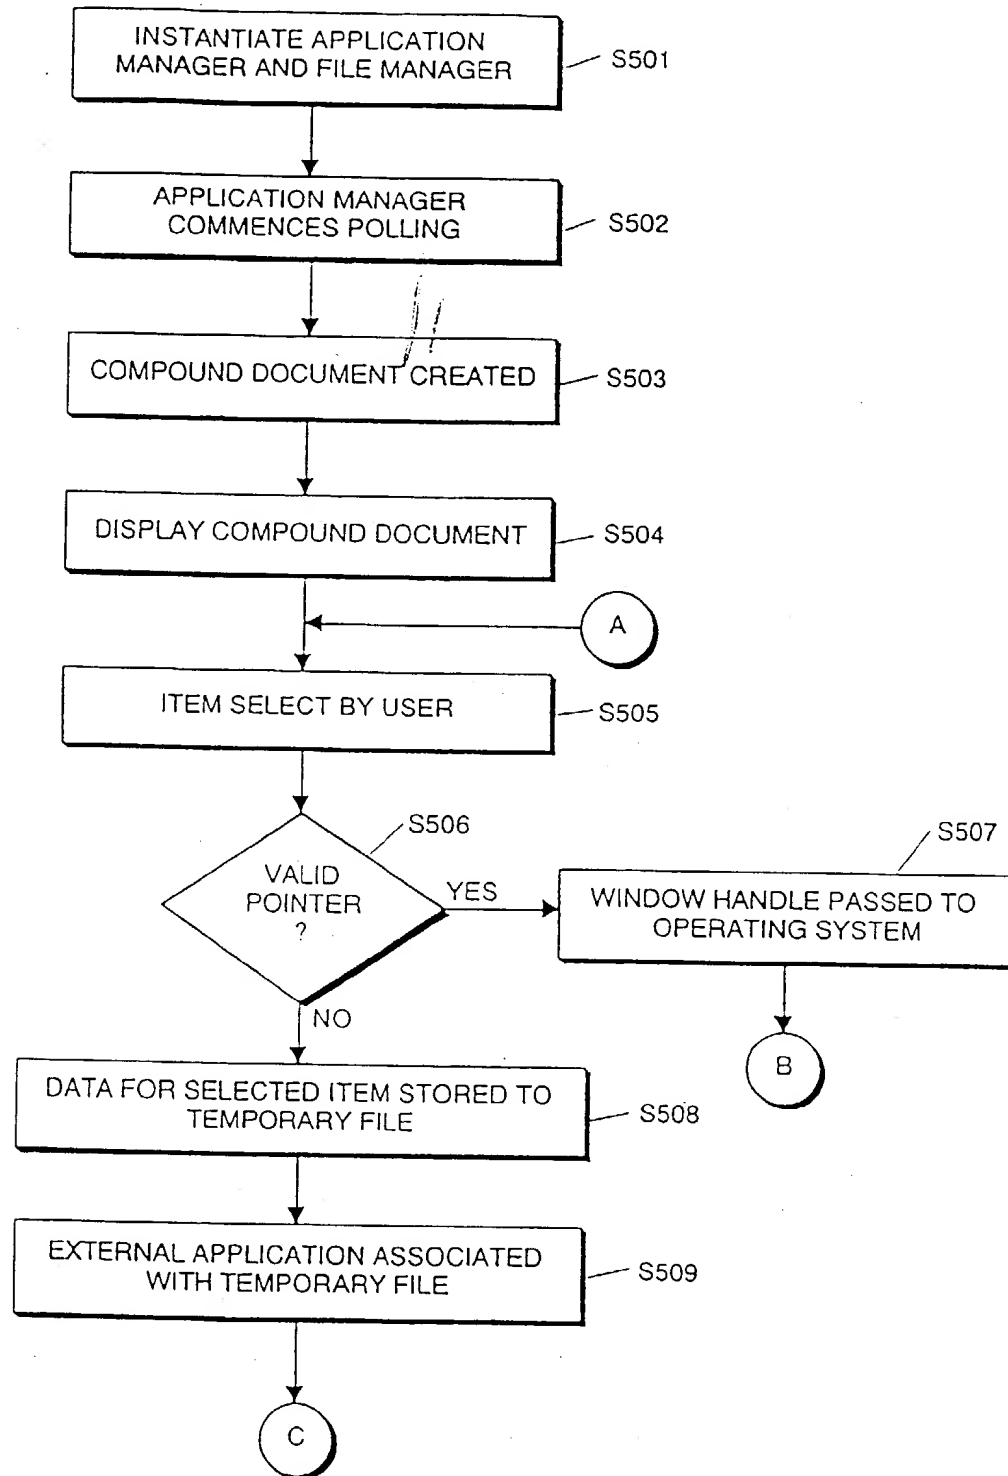 INSTANTIATE APPLICATION
MANAGER AND FILE MANAGER
S501
APPLICATION MANAGER
COMMENCES POLLING
S502
COMPOUND DOCUMENT CREATED
S503
DISPLAY COMPOUND DOCUMENT
S504
A
ITEM SELECT BY USER
S505
S506
VALID
POINTER
?
YES
NO
S507
WINDOW HANDLE PASSED TO
OPERATING SYSTEM
B
DATA FOR SELECTED ITEM STORED TO
TEMPORARY FILE
S508
EXTERNAL APPLICATION ASSOCIATED
WITH TEMPORARY FILE
S509
C